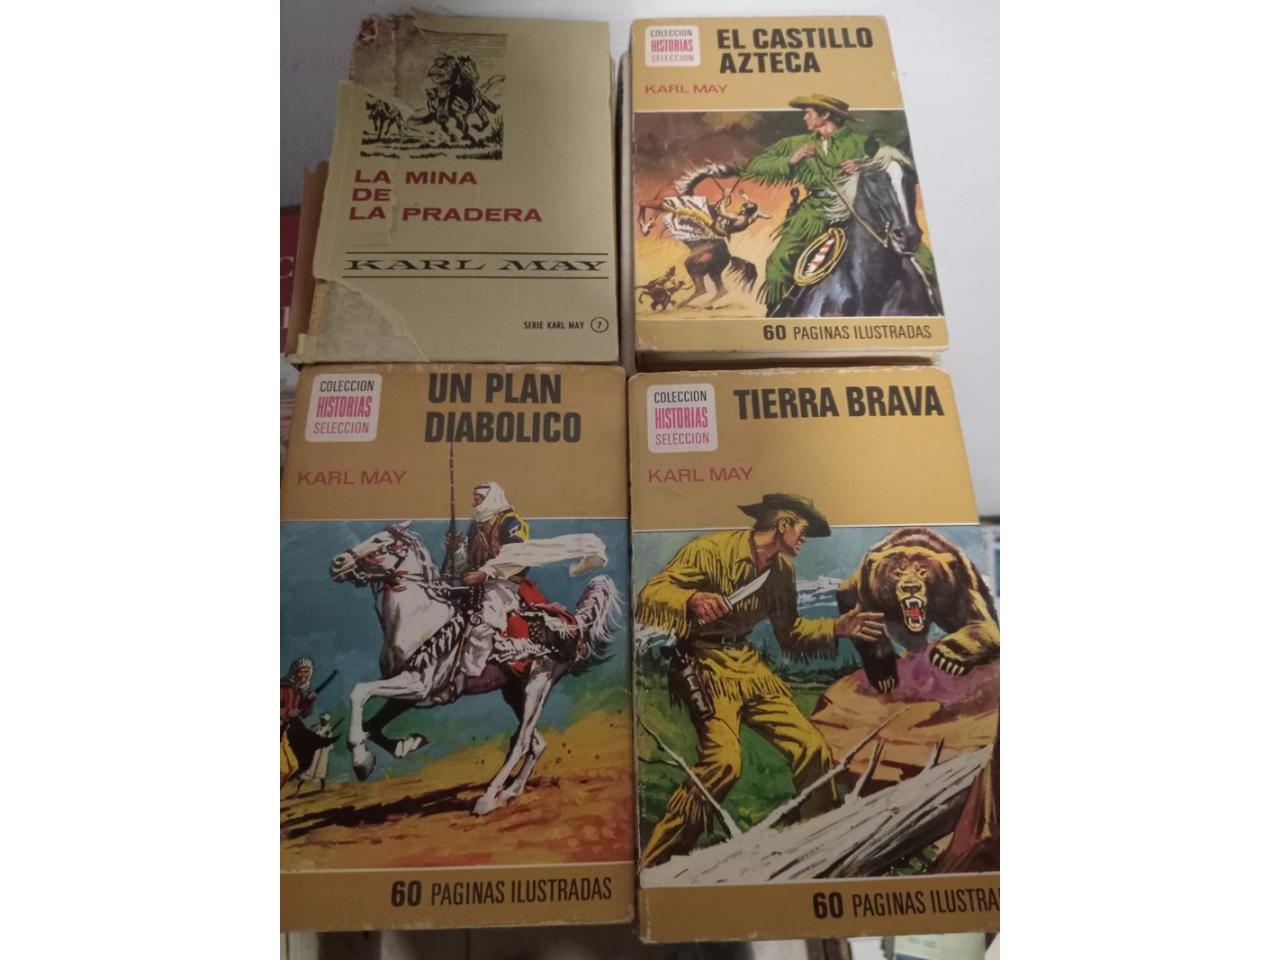 LA MINA
DE
LA PRADERA
KARL MAY
SERIE KARL MAY 7
COLECCION
HISTORIAS
SELECCION
EL CASTILLO
AZTECA
KARL MAY
60 PAGINAS ILUSTRADAS
COLECCION
HISTORIAS
SELECCION
UN PLAN
DIABOLICO
KARL MAY
60 PAGINAS ILUSTRADAS
COLECCION
HISTORIAS
SELECCION
TIERRA BRAVA
KARL MAY
60 PAGINAS ILUSTRA